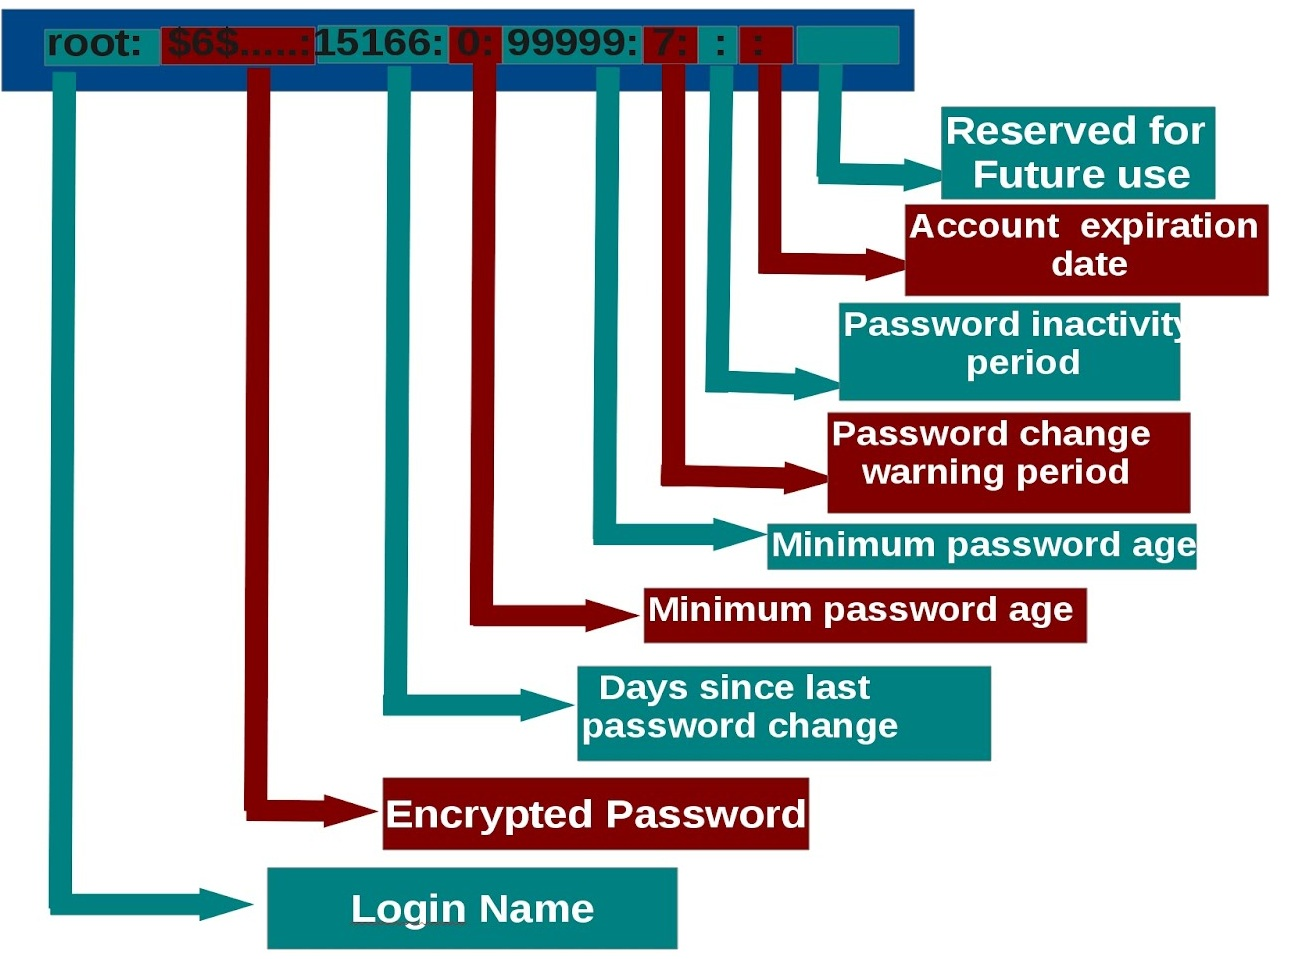 root: $6$.....:15166: 0: 99999: 7: : :
Reserved for
Future use
Account expiration
date
Password inactivity
period
Password change
warning period
Minimum password age
Minimum password age
Days since last
password change
Encrypted Password
Login Name